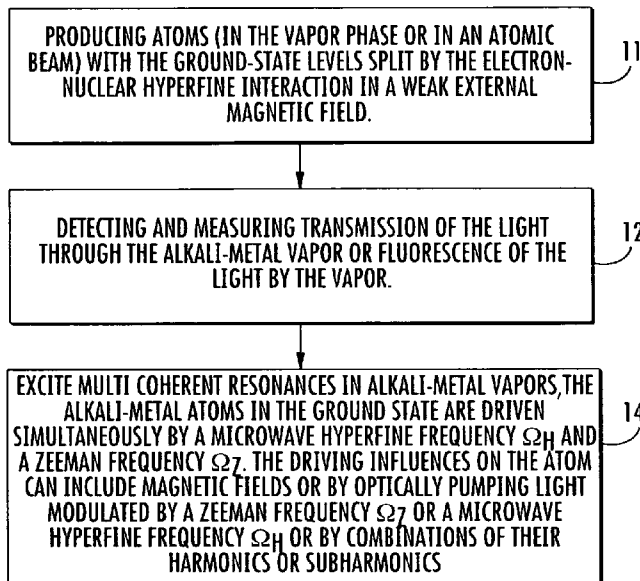 PRODUCING ATOMS (IN THE VAPOR PHASE OR IN AN ATOMIC
BEAM) WITH THE GROUND-STATE LEVELS SPLIT BY THE ELECTRON-
NUCLEAR HYPERFINE INTERACTION IN A WEAK EXTERNAL
MAGNETIC FIELD.
11
DETECTING AND MEASURING TRANSMISSION OF THE LIGHT
THROUGH THE ALKALI-METAL VAPOR OR FLUORESCENCE OF THE
LIGHT BY THE VAPOR.
12
EXCITE MULTI COHERENT RESONANCES IN ALKALI-METAL VAPORS,THE
ALKALI-METAL ATOMS IN THE GROUND STATE ARE DRIVEN
SIMULTANEOUSLY BY A MICROWAVE HYPERFINE FREQUENCY ΩH AND
A ZEEMAN FREQUENCY ΩZ. THE DRIVING INFLUENCES ON THE ATOM
CAN INCLUDE MAGNETIC FIELDS OR BY OPTICALLY PUMPING LIGHT
MODULATED BY A ZEEMAN FREQUENCY ΩZ OR A MICROWAVE
HYPERFINE FREQUENCY ΩH OR BY COMBINATIONS OF THEIR
HARMONICS OR SUBHARMONICS
14